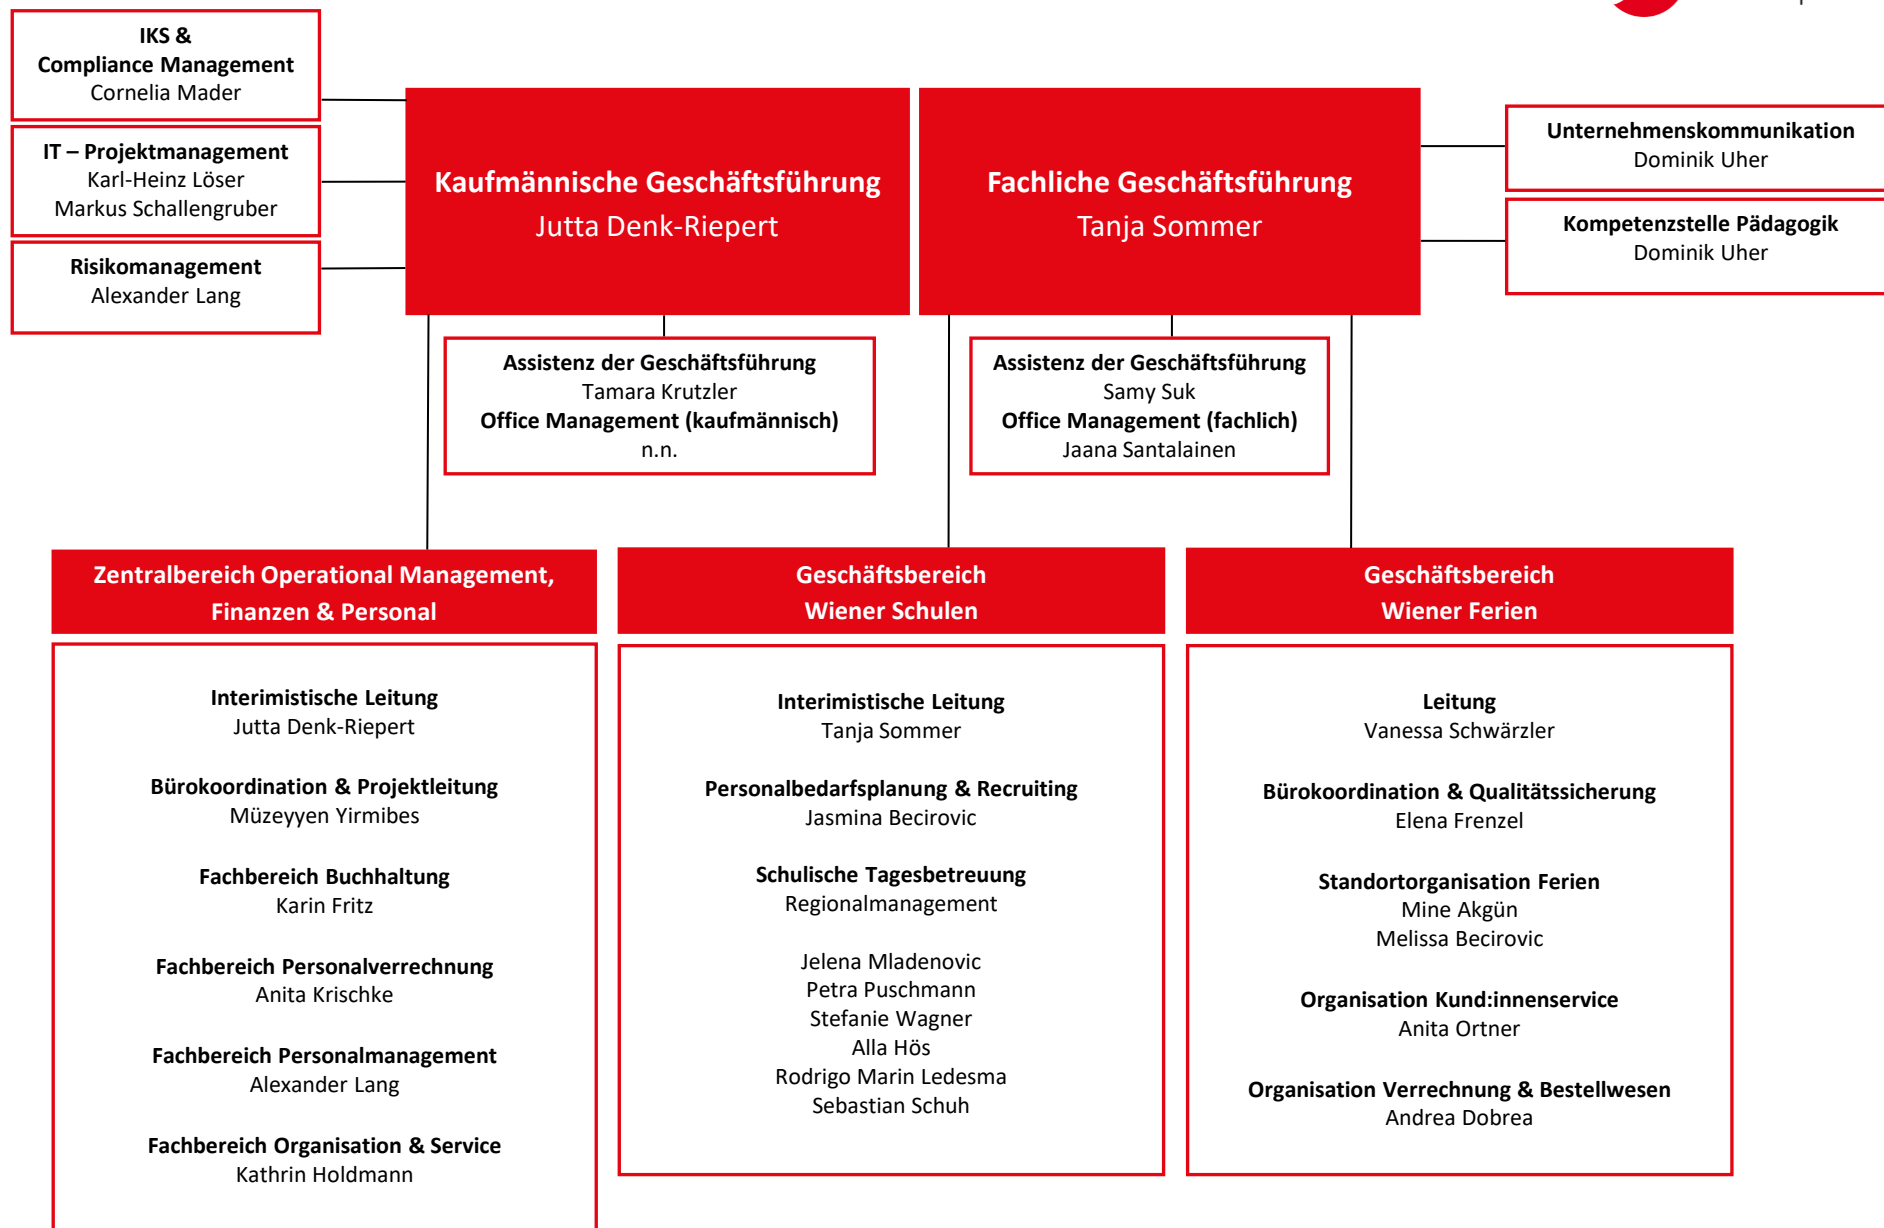 IKS &
Compliance Management
Cornelia Mader
IT – Projektmanagement
Karl-Heinz Löser
Markus Schallengruber
Risikomanagement
Alexander Lang
Kaufmännische Geschäftsführung
Jutta Denk-Riepert
Fachliche Geschäftsführung
Tanja Sommer
Unternehmenskommunikation
Dominik Uher
Kompetenzstelle Pädagogik
Dominik Uher
Assistenz der Geschäftsführung
Tamara Krutzler
Office Management (kaufmännisch)
n.n.
Assistenz der Geschäftsführung
Samy Suk
Office Management (fachlich)
Jaana Santalainen
Zentralbereich Operational Management,
Finanzen & Personal
Interimistische Leitung
Jutta Denk-Riepert
Bürokoordination & Projektleitung
Müzeyyen Yirmibes
Fachbereich Buchhaltung
Karin Fritz
Fachbereich Personalverrechnung
Anita Krischke
Fachbereich Personalmanagement
Alexander Lang
Fachbereich Organisation & Service
Kathrin Holdmann
Geschäftsbereich
Wiener Schulen
Interimistische Leitung
Tanja Sommer
Personalbedarfsplanung & Recruiting
Jasmina Becirovic
Schulische Tagesbetreuung
Regionalmanagement
Jelena Mladenovic
Petra Puschmann
Stefanie Wagner
Alla Hös
Rodrigo Marin Ledesma
Sebastian Schuh
Geschäftsbereich
Wiener Ferien
Leitung
Vanessa Schwärzler
Bürokoordination & Qualitätssicherung
Elena Frenzel
Standortorganisation Ferien
Mine Akgün
Melissa Becirovic
Organisation Kund:innenservice
Anita Ortner
Organisation Verrechnung & Bestellwesen
Andrea Dobrea